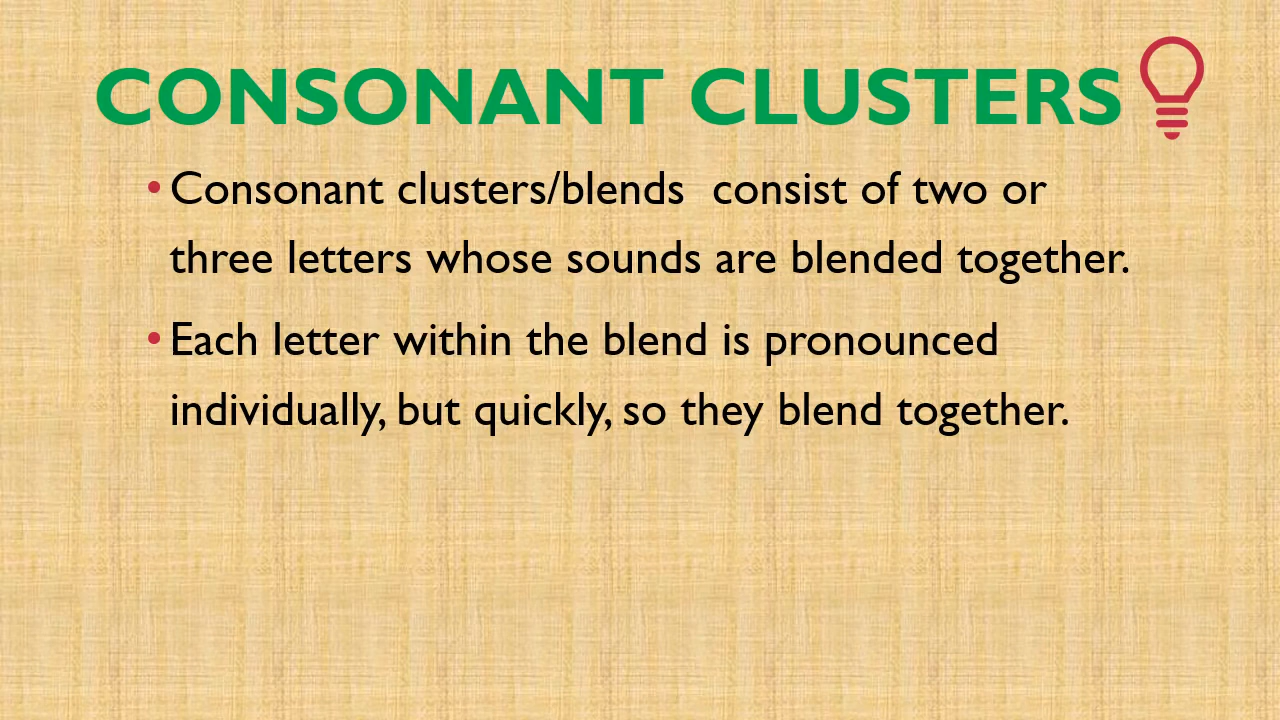 CONSONANT CLUSTERS
• Consonant clusters/blends  consist of two or
three letters whose sounds are blended together.
• Each letter within the blend is pronounced
individually, but quickly, so they blend together.